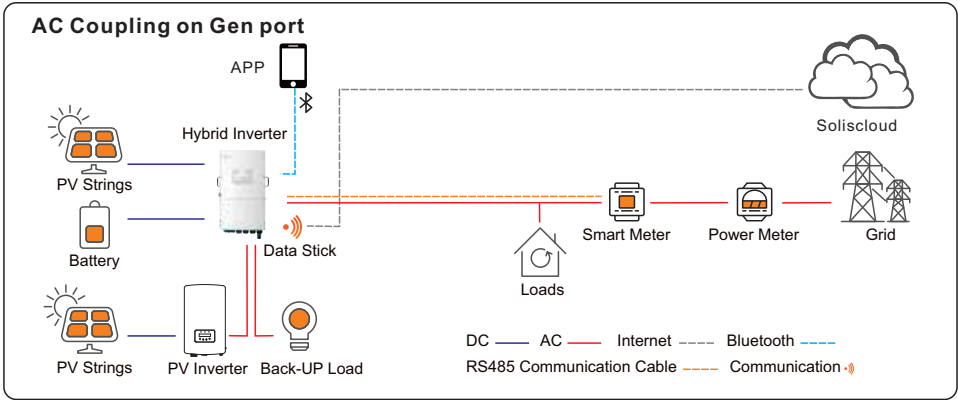 AC Coupling on Gen port
APP
Soliscloud
Hybrid Inverter
PV Strings
Battery
Data Stick
Smart Meter
Power Meter
Grid
Loads
PV Strings
PV Inverter
Back-UP Load
DC
AC
Internet
Bluetooth
RS485 Communication Cable
Communication